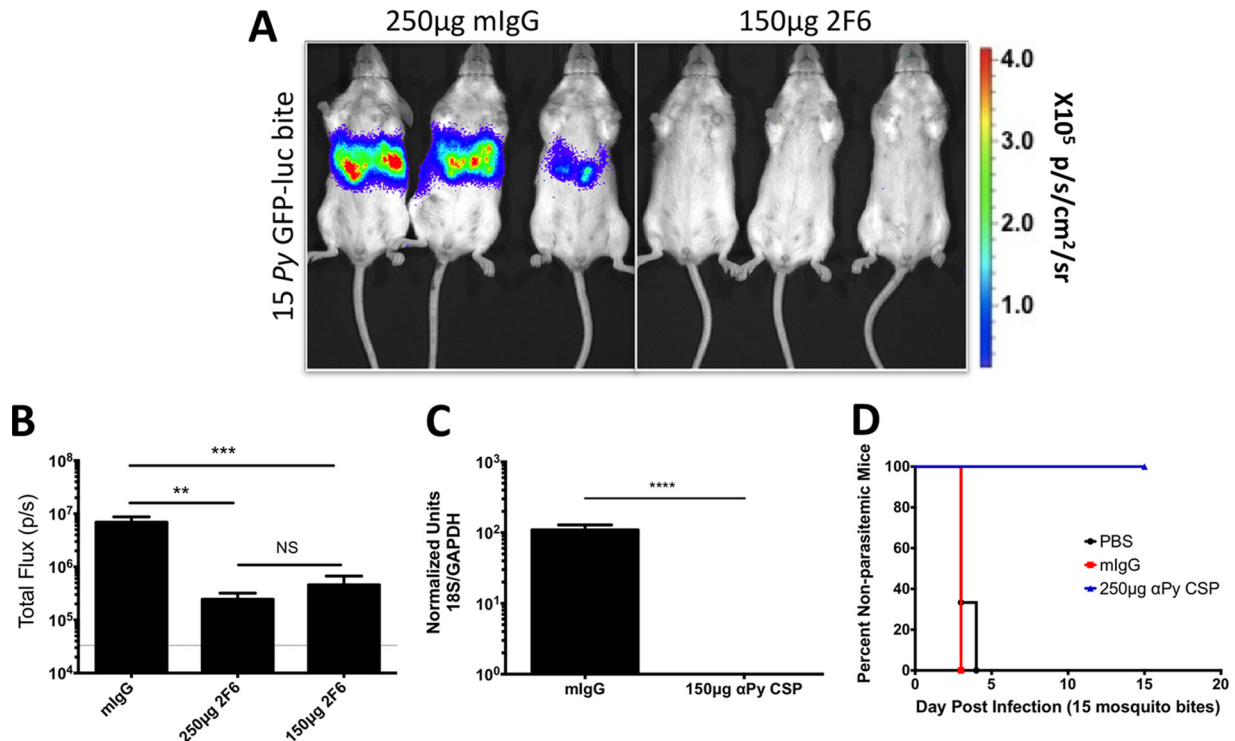 A
250µg mIgG
150µg 2F6
15 Py GFP-luc bite
4.0
3.0
2.0
1.0
X10⁵ p/s/cm²/sr
B
Total Flux (p/s)
10⁸
10⁷
10⁶
10⁵
10⁴
***
**
NS
mIgG
250µg 2F6
150µg 2F6
C
Normalized Units
18S/GAPDH
10³
10²
10¹
10⁰
****
mIgG
150µg αPy CSP
D
Percent Non-parasitemic Mice
100
80
60
40
20
0
PBS
mIgG
250µg αPy CSP
0 5 10 15 20
Day Post Infection (15 mosquito bites)